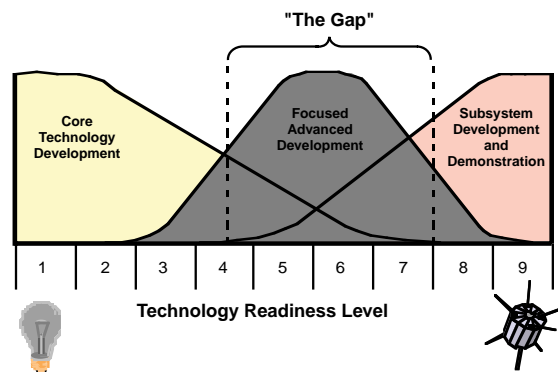 "The Gap"
Core
Technology
Development
Focused
Advanced
Development
Subsystem
Development
and
Demonstration
1 2 3 4 5 6 7 8 9
Technology Readiness Level